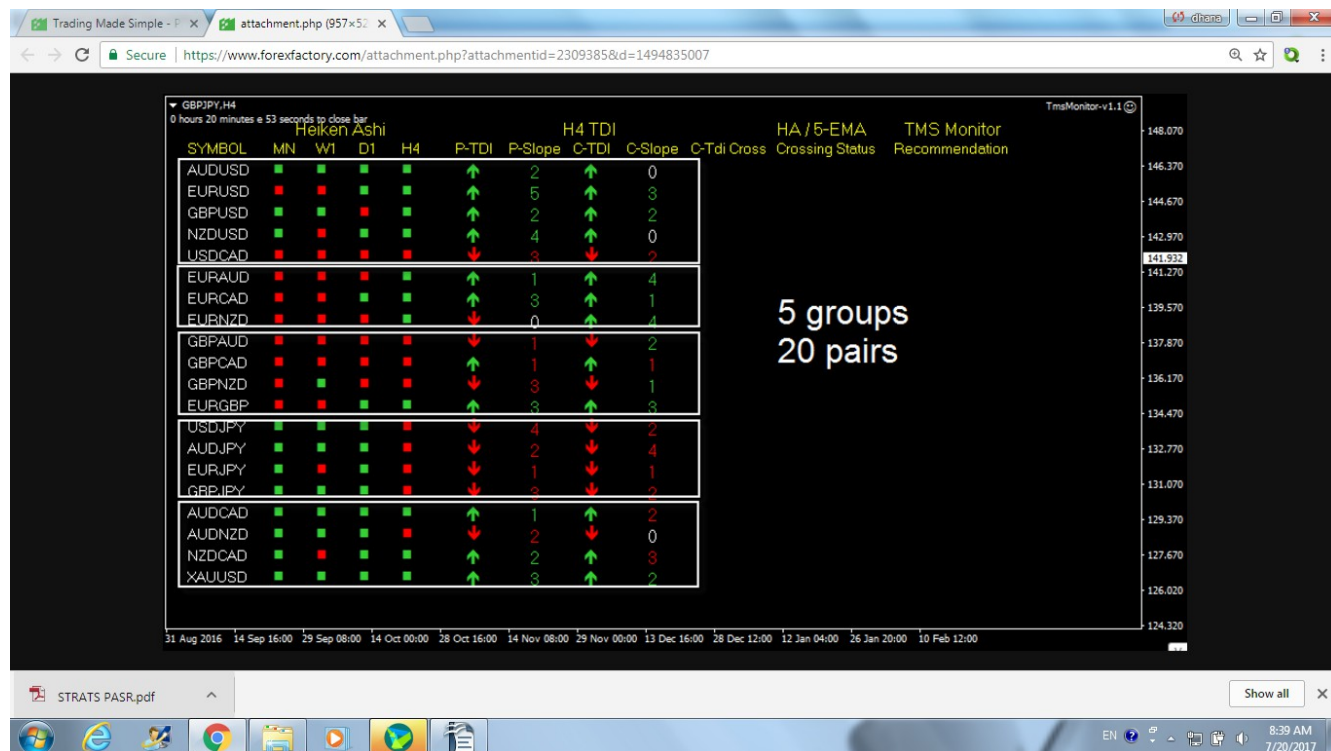 Trading Made Simple - P
attachment.php (957×52
dhana
Secure | https://www.forexfactory.com/attachment.php?attachmentid=2309385&d=1494835007
GBPJPY,H4
TmsMonitor-v1.1
0 hours 20 minutes e 53 seconds tp close bar
Heiken Ashi H4 TDI HA / 5-EMA TMS Monitor
SYMBOL MN W1 D1 H4 P-TDI P-Slope C-TDI C-Slope C-Tdi Cross Crossing Status Recommendation
AUDUSD 2 0
EURUSD 5 3
GBPUSD 2 2
NZDUSD 4 0
USDCAD 3 2
EURAUD 1 4
EURCAD 3 1
EURNZD 0 4
GBPAUD 1 2
GBPCAD 1 1
GBPNZD 3 1
EURGBP 3 3
USDJPY 4 2
AUDJPY 2 4
EURJPY 1 1
GBPJPY 3 2
AUDCAD 1 2
AUDNZD 2 0
NZDCAD 2 3
XAUUSD 3 2
5 groups
20 pairs
148.070
146.370
144.670
142.970
141.932
141.270
139.570
137.870
136.170
134.470
132.770
131.070
129.370
127.670
126.020
124.320
31 Aug 2016 14 Sep 16:00 29 Sep 08:00 14 Oct 00:00 28 Oct 16:00 14 Nov 08:00 29 Nov 00:00 13 Dec 16:00 28 Dec 12:00 12 Jan 04:00 26 Jan 20:00 10 Feb 12:00
STRATS PASR.pdf
Show all
EN
8:39 AM
7/20/2017